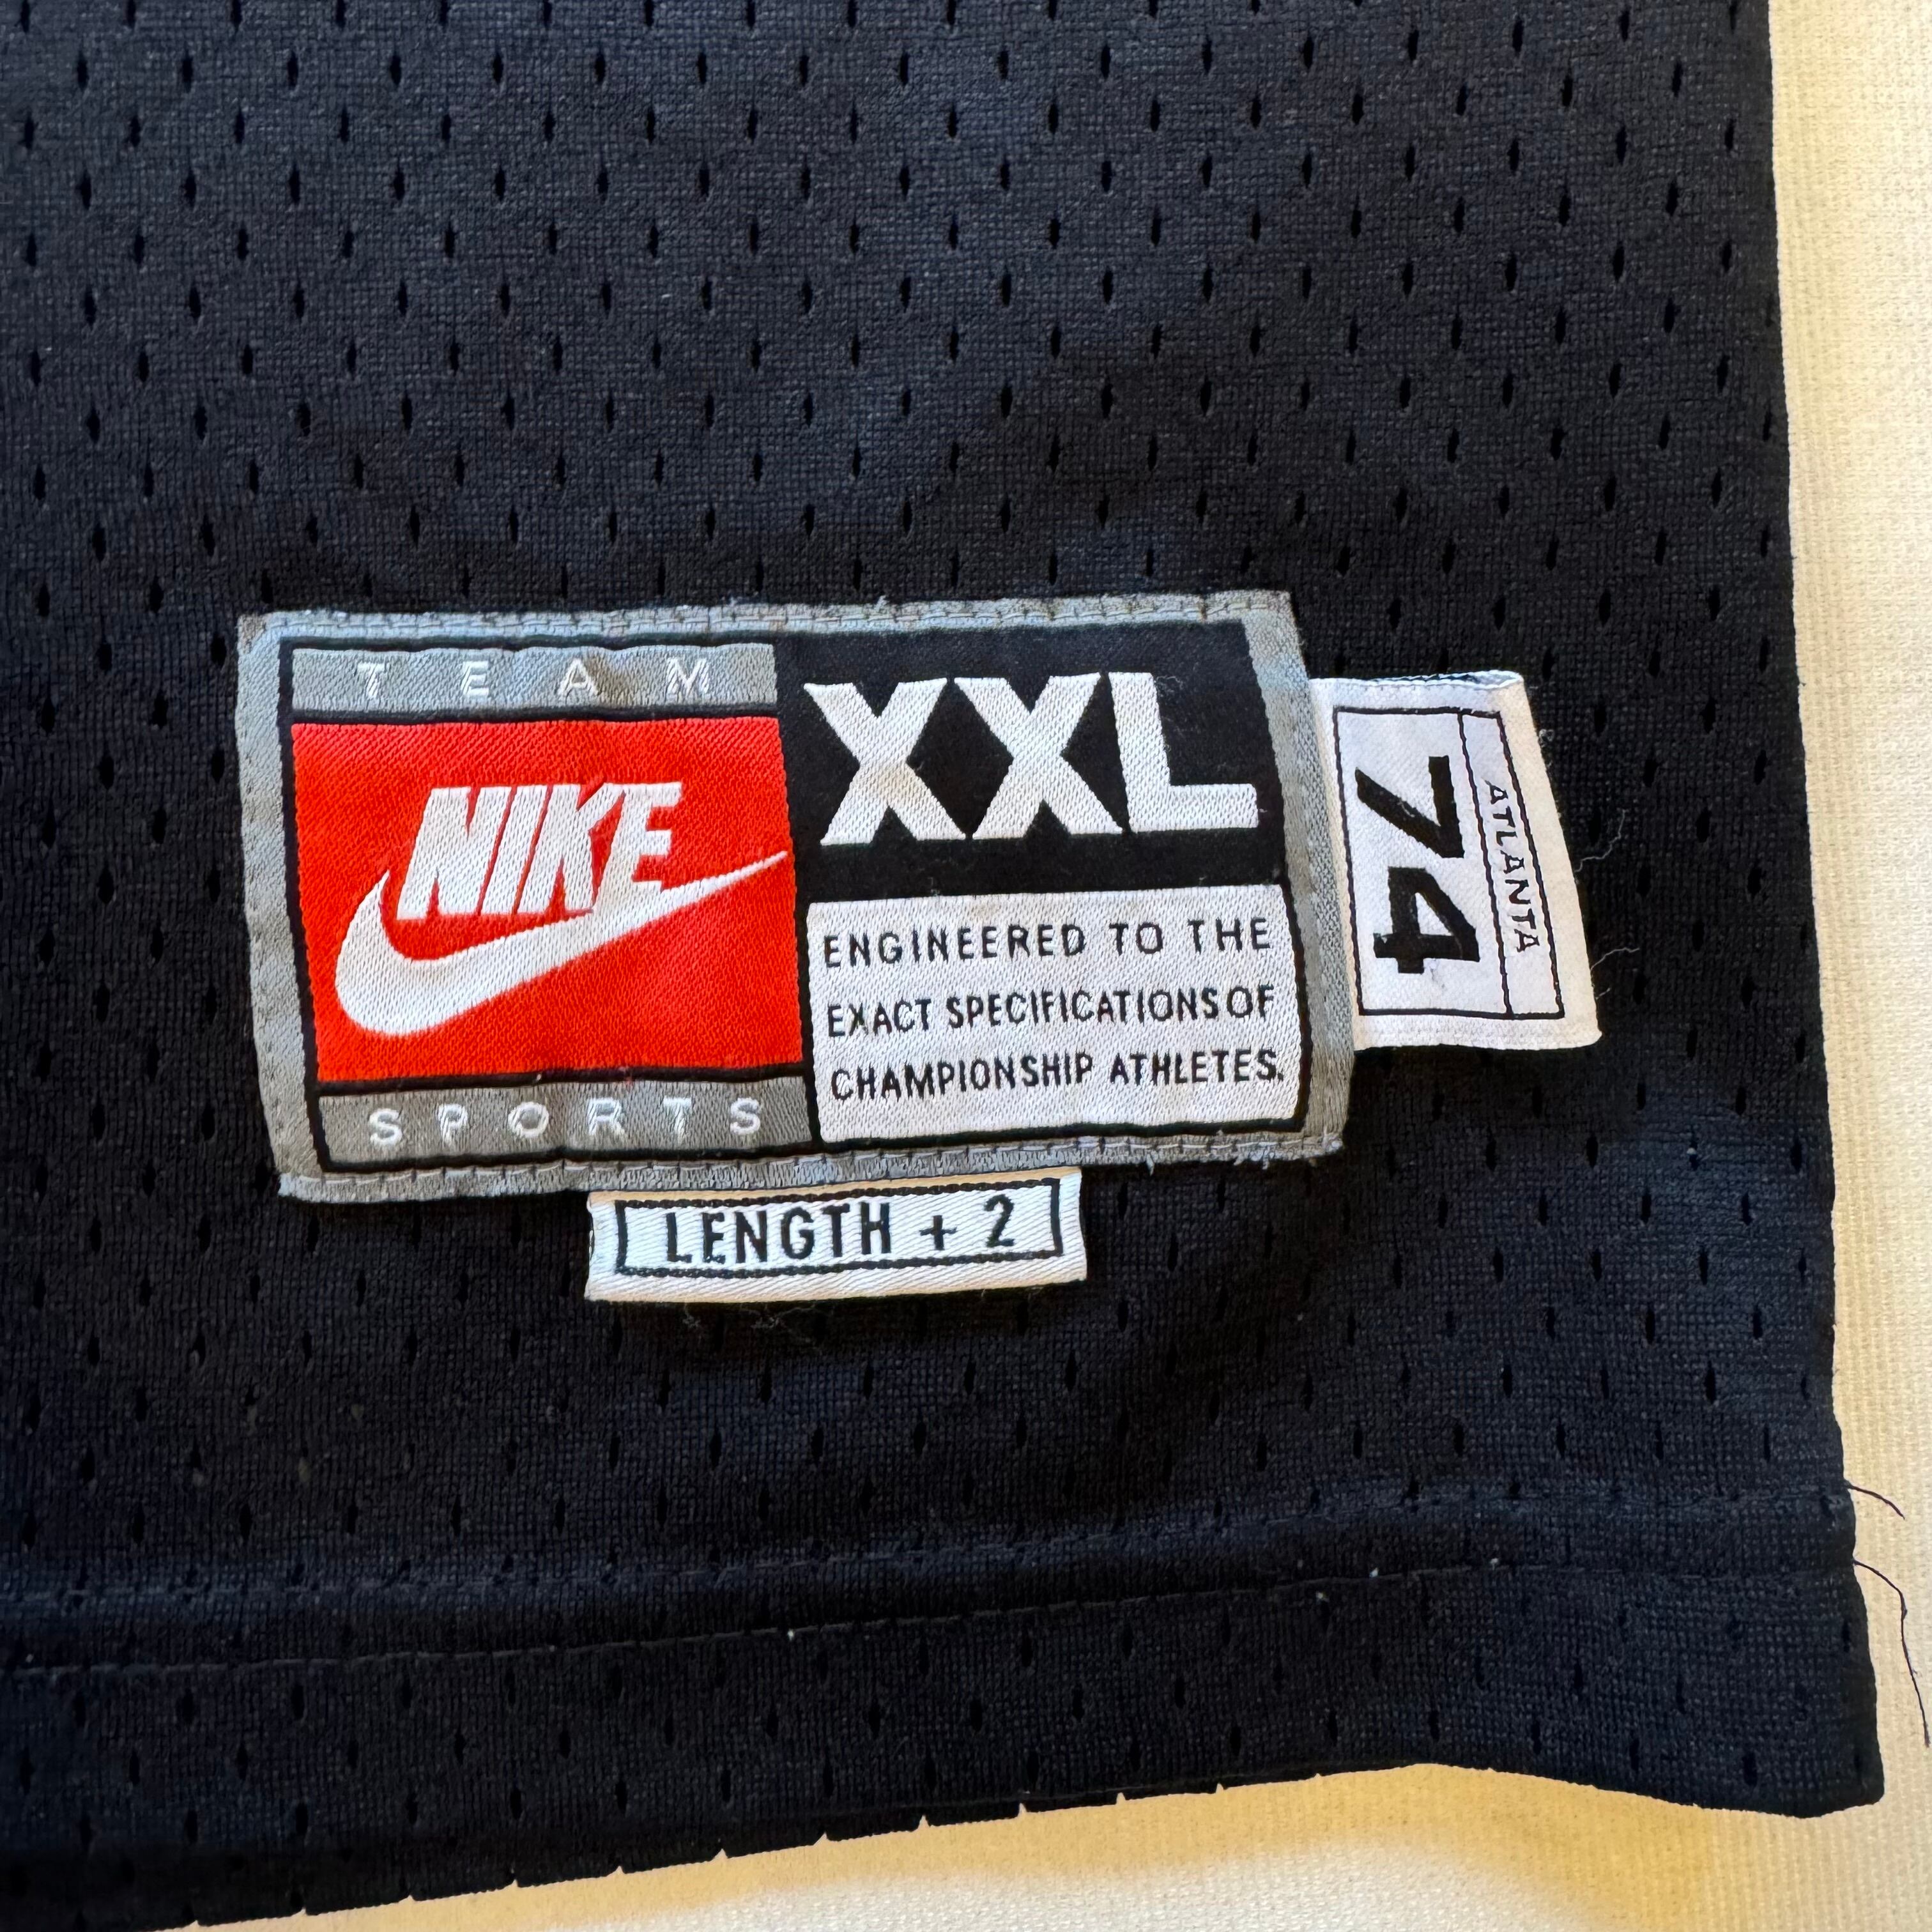 TEAM
NIKE
SPORTS
XXL
ENGINEERED TO THE
EXACT SPECIFICATIONS OF
CHAMPIONSHIP ATHLETES.
ATLANTA
74
LENGTH + 2